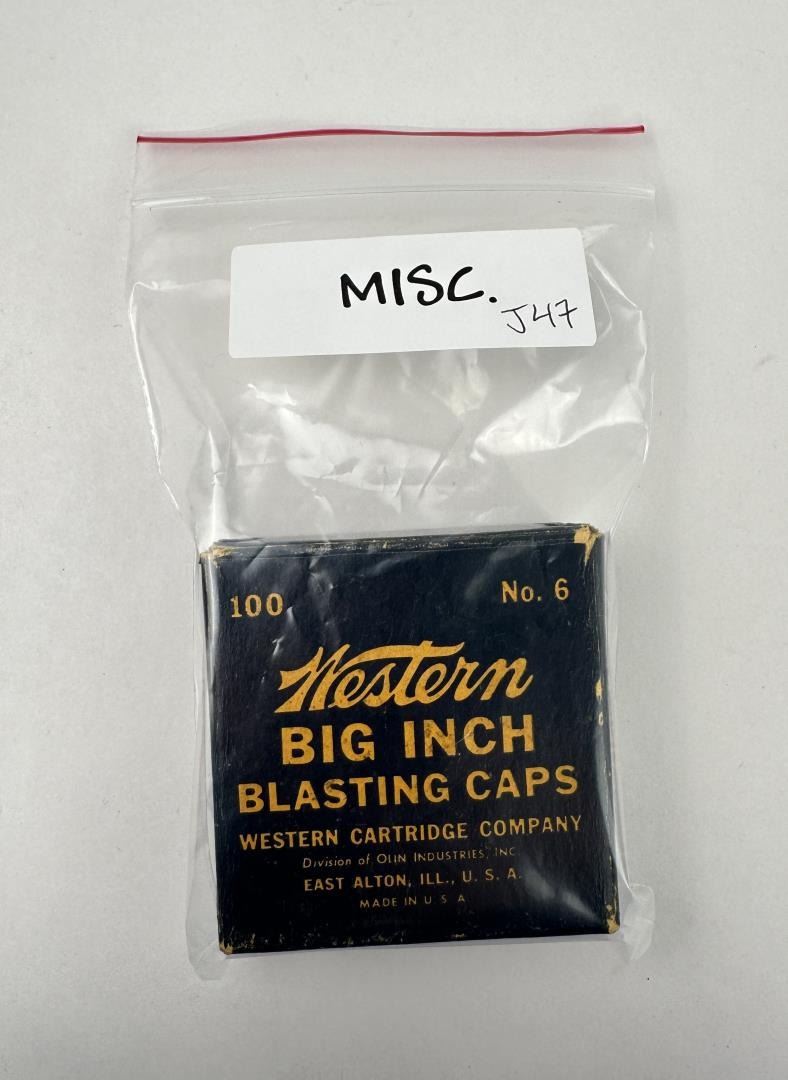 MISC.
J47
100 No. 6
Western
BIG INCH
BLASTING CAPS
WESTERN CARTRIDGE COMPANY
Division of OLIN INDUSTRIES, INC.
EAST ALTON, ILL., U. S. A.
MADE IN U S A